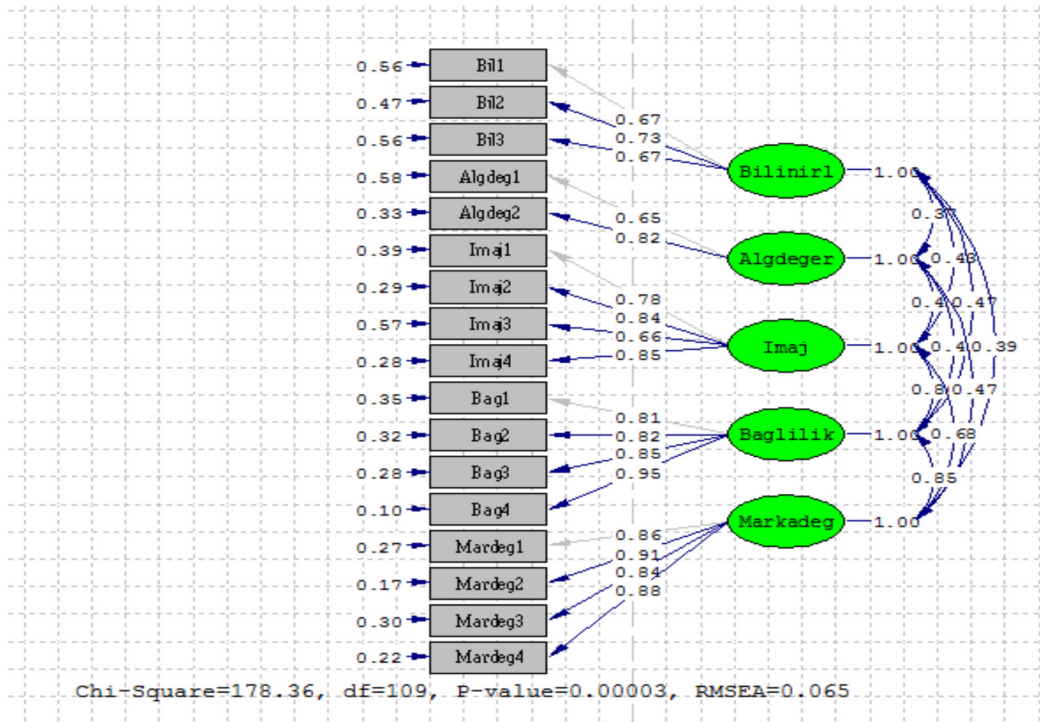 0.56 Bil1
0.47 Bil2
0.56 Bil3
0.58 Algdeg1
0.33 Algdeg2
0.39 Imaj1
0.29 Imaj2
0.57 Imaj3
0.28 Imaj4
0.35 Bag1
0.32 Bag2
0.28 Bag3
0.10 Bag4
0.27 Mardeg1
0.17 Mardeg2
0.30 Mardeg3
0.22 Mardeg4
0.67
0.73
0.67
0.65
0.82
0.78
0.84
0.66
0.85
0.81
0.82
0.85
0.95
0.86
0.91
0.84
0.88
Bilinirl 1.00
Algdeger 1.00
Imaj 1.00
Baglilik 1.00
Markadeg 1.00
0.37
0.43
0.47
0.39
0.47
0.68
0.85
Chi-Square=178.36, df=109, P-value=0.00003, RMSEA=0.065